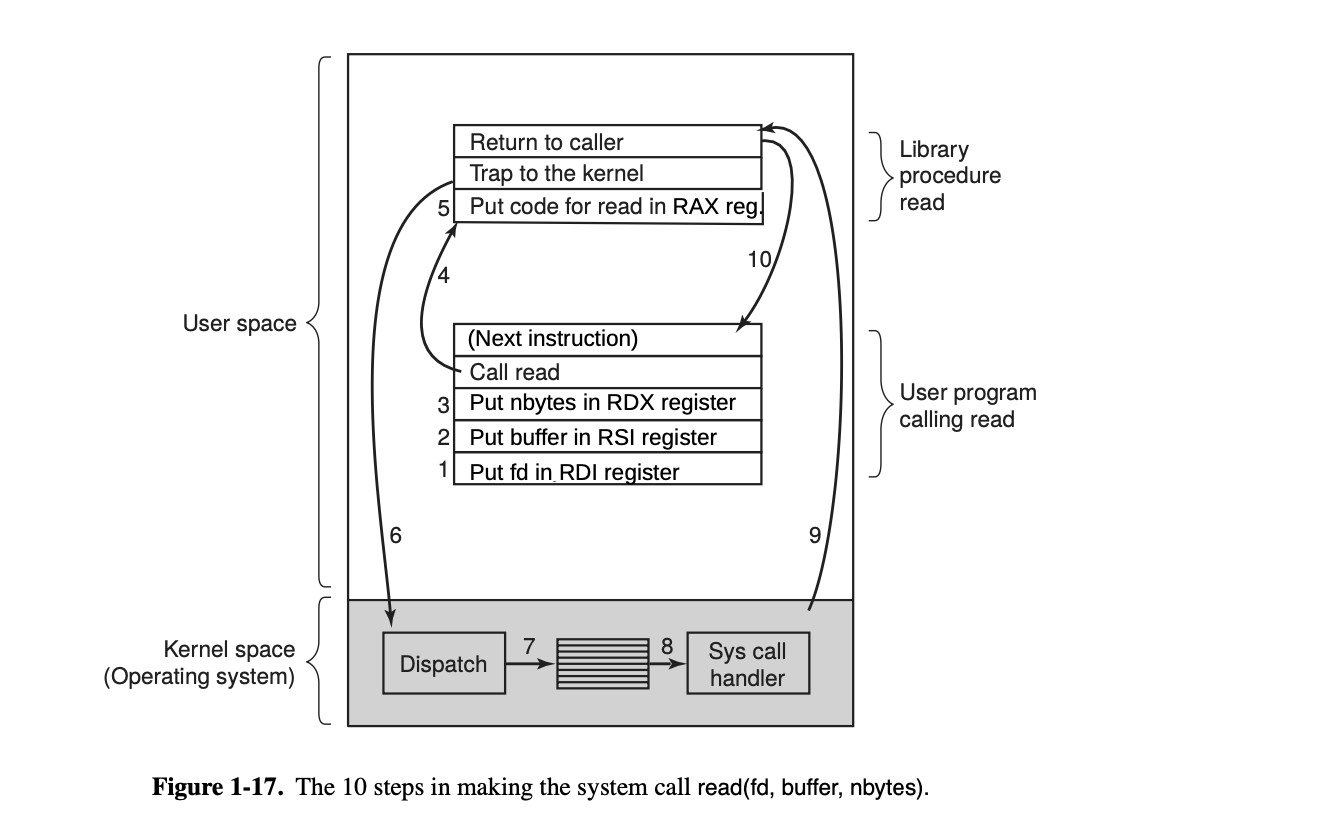 Return to caller
Trap to the kernel
5 Put code for read in RAX reg.
Library
procedure
read
4
10
User space
(Next instruction)
Call read
3 Put nbytes in RDX register
2 Put buffer in RSI register
1 Put fd in RDI register
User program
calling read
6
9
Kernel space
(Operating system)
Dispatch
7
8
Sys call
handler
Figure 1-17. The 10 steps in making the system call read(fd, buffer, nbytes).